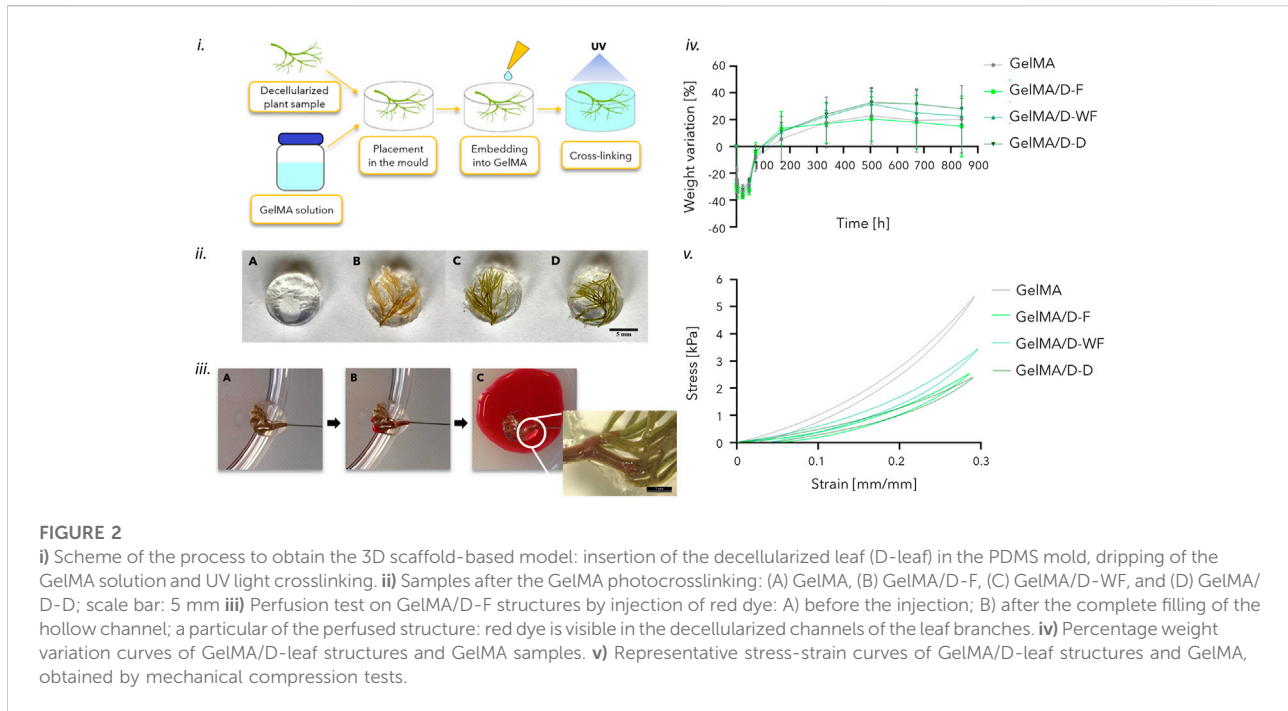 i.
Decellularized
plant sample
GelMA solution
Placement
in the mould
Embedding
into GelMA
UV
Cross-linking
ii.
A B C D
5 mm
iii.
A B C
iv.
Weight variation [%]
60
40
20
0
-20
-40
-60
100 200 300 400 500 600 700 800 900
Time [h]
GelMA
GelMA/D-F
GelMA/D-WF
GelMA/D-D
v.
Stress [kPa]
6
5
4
3
2
1
0
0 0.1 0.2 0.3
Strain [mm/mm]
GelMA
GelMA/D-F
GelMA/D-WF
GelMA/D-D
FIGURE 2
i) Scheme of the process to obtain the 3D scaffold-based model: insertion of the decellularized leaf (D-leaf) in the PDMS mold, dripping of the
GelMA solution and UV light crosslinking. ii) Samples after the GelMA photocrosslinking: (A) GelMA, (B) GelMA/D-F, (C) GelMA/D-WF, and (D) GelMA/
D-D; scale bar: 5 mm iii) Perfusion test on GelMA/D-F structures by injection of red dye: A) before the injection; B) after the complete filling of the
hollow channel; a particular of the perfused structure: red dye is visible in the decellularized channels of the leaf branches. iv) Percentage weight
variation curves of GelMA/D-leaf structures and GelMA samples. v) Representative stress-strain curves of GelMA/D-leaf structures and GelMA,
obtained by mechanical compression tests.